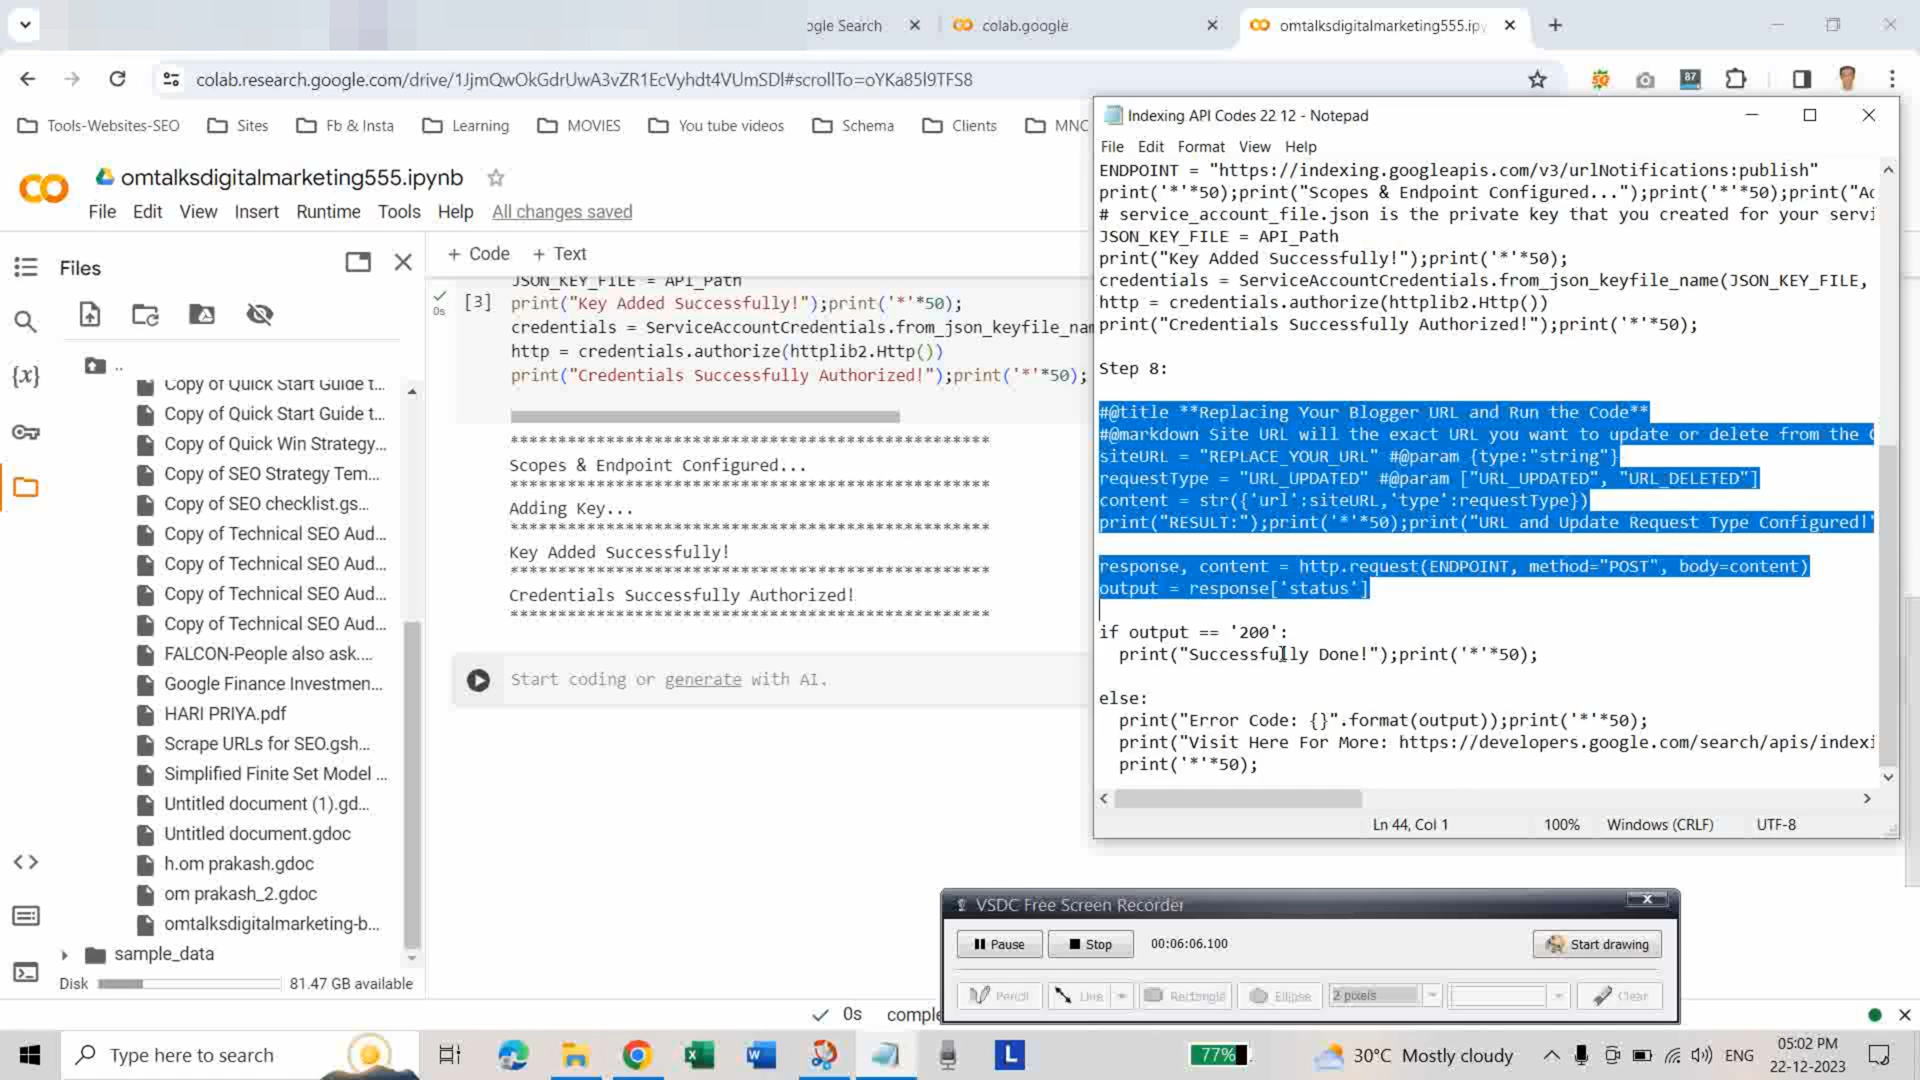 ogle Search
colab.google
omtalksdigitalmarketing555.ipy
colab.research.google.com/drive/1JjmQwOkGdrUwA3vZR1EcVyhdt4VUmSDl#scrollTo=oYKa85l9TFS8
87
Tools-Websites-SEO
Sites
Fb & Insta
Learning
MOVIES
You tube videos
Schema
Clients
MNC
omtalksdigitalmarketing555.ipynb
File Edit View Insert Runtime Tools Help All changes saved
Files
..
Copy of Quick Start Guide t...
Copy of Quick Start Guide t...
Copy of Quick Win Strategy...
Copy of SEO Strategy Tem...
Copy of SEO checklist.gs...
Copy of Technical SEO Aud...
Copy of Technical SEO Aud...
Copy of Technical SEO Aud...
Copy of Technical SEO Aud...
FALCON-People also ask....
Google Finance Investmen...
HARI PRIYA.pdf
Scrape URLs for SEO.gsh...
Simplified Finite Set Model ...
Untitled document (1).gd...
Untitled document.gdoc
h.om prakash.gdoc
om prakash_2.gdoc
omtalksdigitalmarketing-b...
sample_data
Disk 81.47 GB available
+ Code + Text
JSON_KEY_FILE = API_Path
[3] print("Key Added Successfully!");print('*'*50);
0s
credentials = ServiceAccountCredentials.from_json_keyfile_nam
http = credentials.authorize(httplib2.Http())
print("Credentials Successfully Authorized!");print('*'*50);
**************************************************
Scopes & Endpoint Configured...
**************************************************
Adding Key...
**************************************************
Key Added Successfully!
**************************************************
Credentials Successfully Authorized!
**************************************************
Start coding or generate with AI.
0s comple
Indexing API Codes 22 12 - Notepad
File Edit Format View Help
ENDPOINT = "https://indexing.googleapis.com/v3/urlNotifications:publish"
print('*'*50);print("Scopes & Endpoint Configured...");print('*'*50);print("Ad
# service_account_file.json is the private key that you created for your servi
JSON_KEY_FILE = API_Path
print("Key Added Successfully!");print('*'*50);
credentials = ServiceAccountCredentials.from_json_keyfile_name(JSON_KEY_FILE,
http = credentials.authorize(httplib2.Http())
print("Credentials Successfully Authorized!");print('*'*50);
Step 8:
#@title **Replacing Your Blogger URL and Run the Code**
#@markdown Site URL will the exact URL you want to update or delete from the G
siteURL = "REPLACE_YOUR_URL" #@param {type:"string"}
requestType = "URL_UPDATED" #@param ["URL_UPDATED", "URL_DELETED"]
content = str({'url':siteURL,'type':requestType})
print("RESULT:");print('*'*50);print("URL and Update Request Type Configured!"
response, content = http.request(ENDPOINT, method="POST", body=content)
output = response['status']
if output == '200':
print("Successfully Done!");print('*'*50);
else:
print("Error Code: {}".format(output));print('*'*50);
print("Visit Here For More: https://developers.google.com/search/apis/indexi
print('*'*50);
Ln 44, Col 1 100% Windows (CRLF) UTF-8
VSDC Free Screen Recorder
Pause Stop 00:06:06.100 Start drawing
Pencil Line Rectangle Ellipse 2 pixels Clear
Type here to search
77%
30°C Mostly cloudy
ENG
05:02 PM
22-12-2023